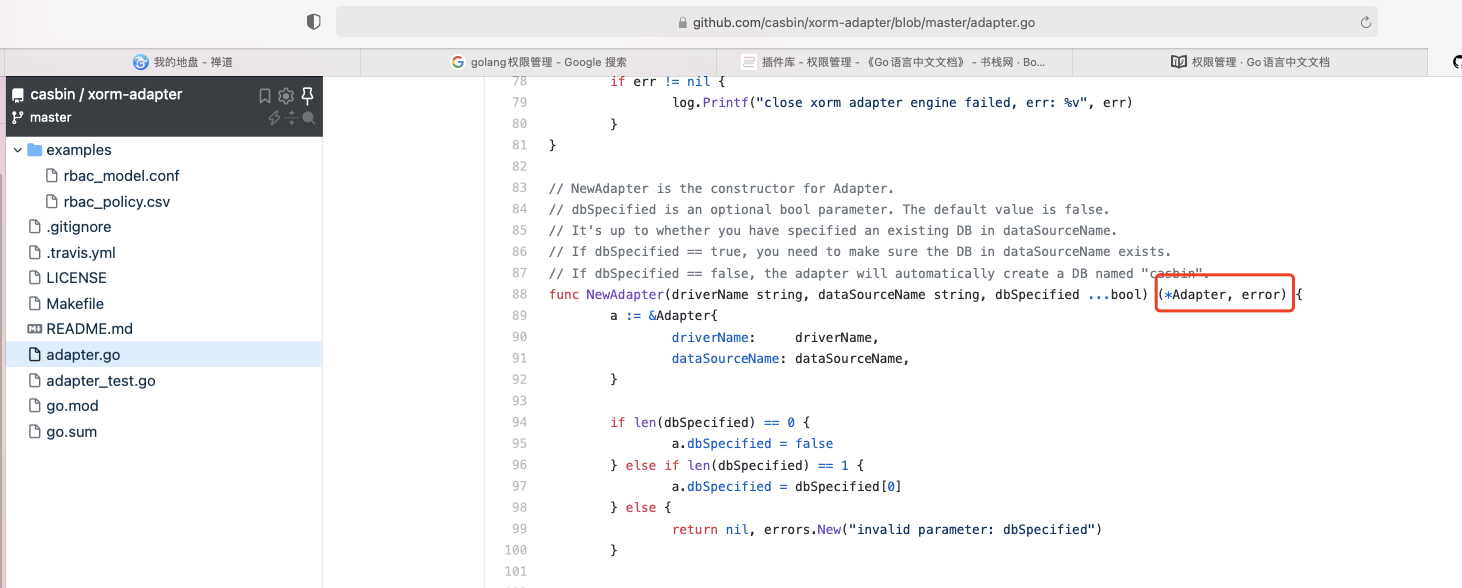 github.com/casbin/xorm-adapter/blob/master/adapter.go
我的地盘 - 禅道
golang权限管理 - Google 搜索
插件库 - 权限管理 - 《Go语言中文文档》 - 书栈网 · Bo...
权限管理 · Go语言中文文档
casbin / xorm-adapter
master
examples
rbac_model.conf
rbac_policy.csv
.gitignore
.travis.yml
LICENSE
Makefile
README.md
adapter.go
adapter_test.go
go.mod
go.sum
78 if err != nil {
79 log.Printf("close xorm adapter engine failed, err: %v", err)
80 }
81 }
82
83 // NewAdapter is the constructor for Adapter.
84 // dbSpecified is an optional bool parameter. The default value is false.
85 // It's up to whether you have specified an existing DB in dataSourceName.
86 // If dbSpecified == true, you need to make sure the DB in dataSourceName exists.
87 // If dbSpecified == false, the adapter will automatically create a DB named "casbin".
88 func NewAdapter(driverName string, dataSourceName string, dbSpecified ...bool) (*Adapter, error) {
89 a := &Adapter{
90 driverName: driverName,
91 dataSourceName: dataSourceName,
92 }
93
94 if len(dbSpecified) == 0 {
95 a.dbSpecified = false
96 } else if len(dbSpecified) == 1 {
97 a.dbSpecified = dbSpecified[0]
98 } else {
99 return nil, errors.New("invalid parameter: dbSpecified")
100 }
101